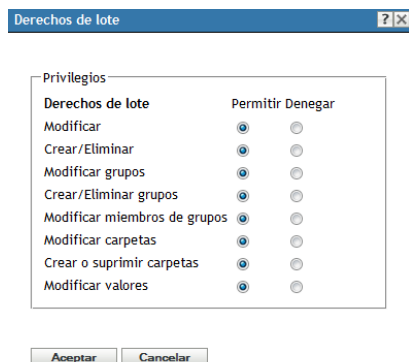 Derechos de lote
Privilegios
Derechos de lote Permitir Denegar
Modificar
Crear/Eliminar
Modificar grupos
Crear/Eliminar grupos
Modificar miembros de grupos
Modificar carpetas
Crear o suprimir carpetas
Modificar valores
Aceptar Cancelar